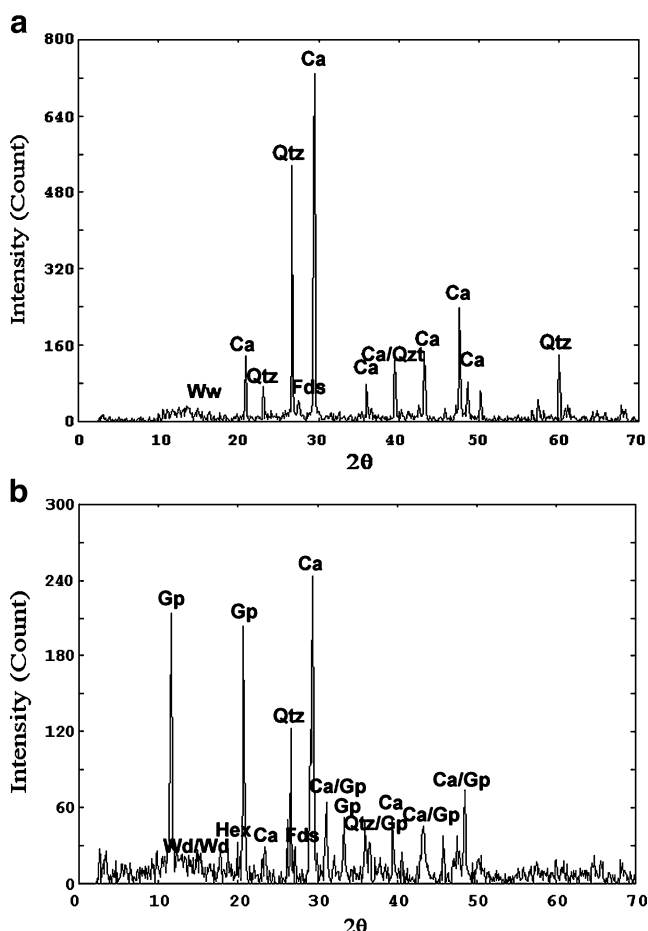 a
800
640
480
320
160
0
Intensity (Count)
Ca
Qtz
Ca
Qtz
Fds
Ww
Ca
Ca/Qzt
Ca
Ca
Ca
Qtz
0 10 20 30 40 50 60 70
2θ
b
300
240
180
120
60
0
Intensity (Count)
Gp
Gp
Ca
Qtz
Wd/Wd
Hex
Ca
Fds
Ca/Gp
Gp
Qtz/Gp
Ca
Ca/Gp
Ca/Gp
0 10 20 30 40 50 60 70
2θ